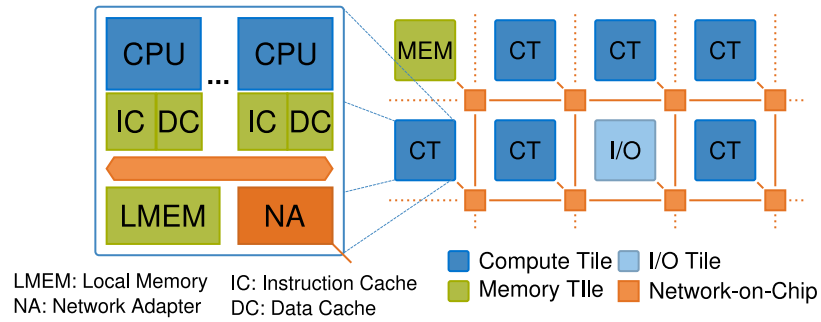 CPU ... CPU
IC DC IC DC
LMEM NA
MEM CT CT CT
CT CT I/O CT
LMEM: Local Memory IC: Instruction Cache
NA: Network Adapter DC: Data Cache
Compute Tile I/O Tile
Memory TIle Network-on-Chip